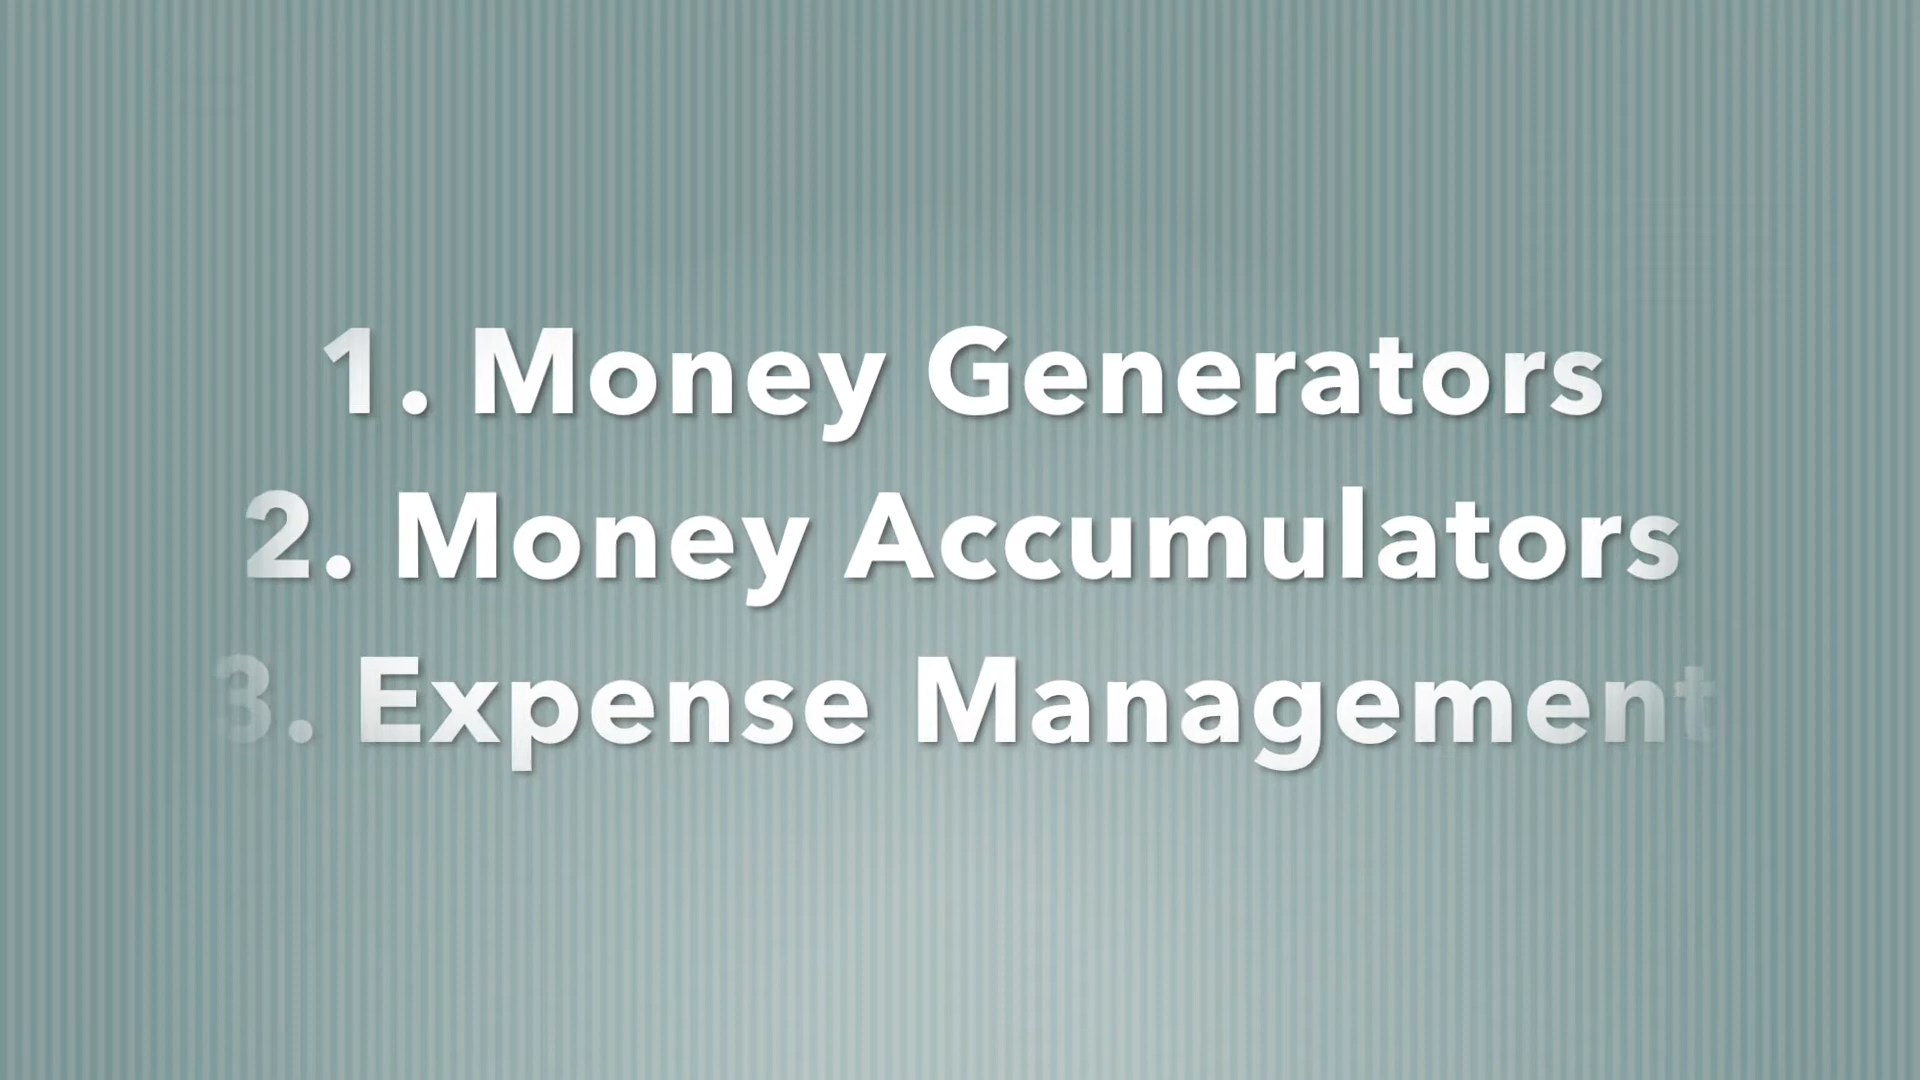 1. Money Generators
2. Money Accumulators
3. Expense Management